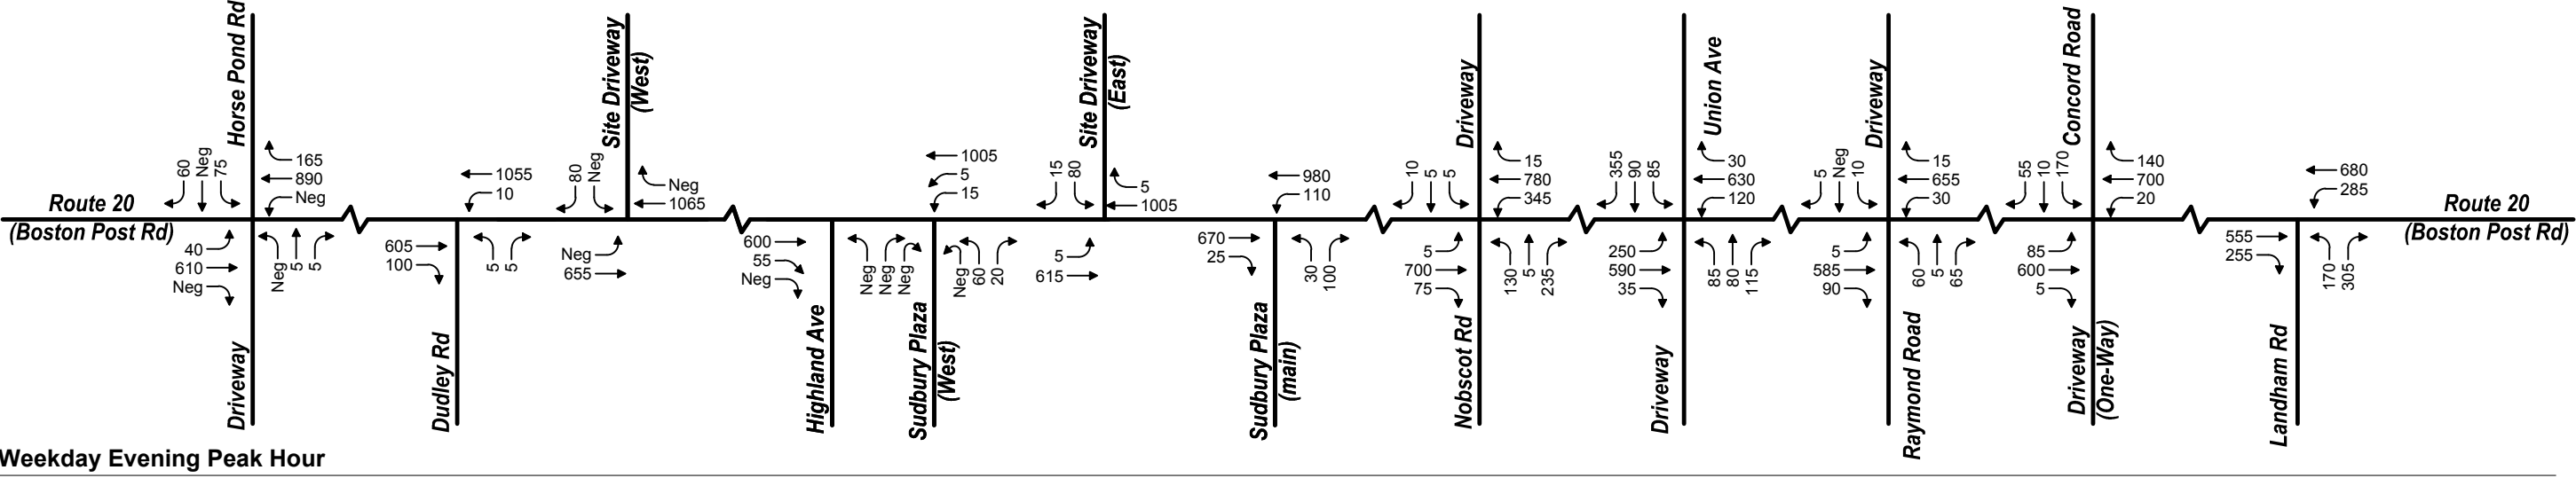 Horse Pond Rd
60
Neg
75
165
890
Neg
Route 20
(Boston Post Rd)
40
610
Neg
Neg
5
5
Driveway
1055
10
605
100
5
5
Dudley Rd
Site Driveway
(West)
80
Neg
Neg
1065
Neg
655
600
55
Neg
Highland Ave
Neg
Neg
Neg
1005
5
15
Neg
60
20
Sudbury Plaza
(West)
Site Driveway
(East)
15
80
5
1005
5
615
980
110
670
25
30
100
Sudbury Plaza
(main)
Driveway
10
5
5
15
780
345
5
700
75
130
5
235
Nobscot Rd
Union Ave
355
90
85
30
630
120
250
590
35
85
80
115
Driveway
Driveway
5
Neg
10
15
655
30
5
585
90
60
5
65
Raymond Road
Concord Road
55
10
170
140
700
20
85
600
5
Driveway
(One-Way)
680
285
555
255
170
305
Landham Rd
Route 20
(Boston Post Rd)
Weekday Evening Peak Hour